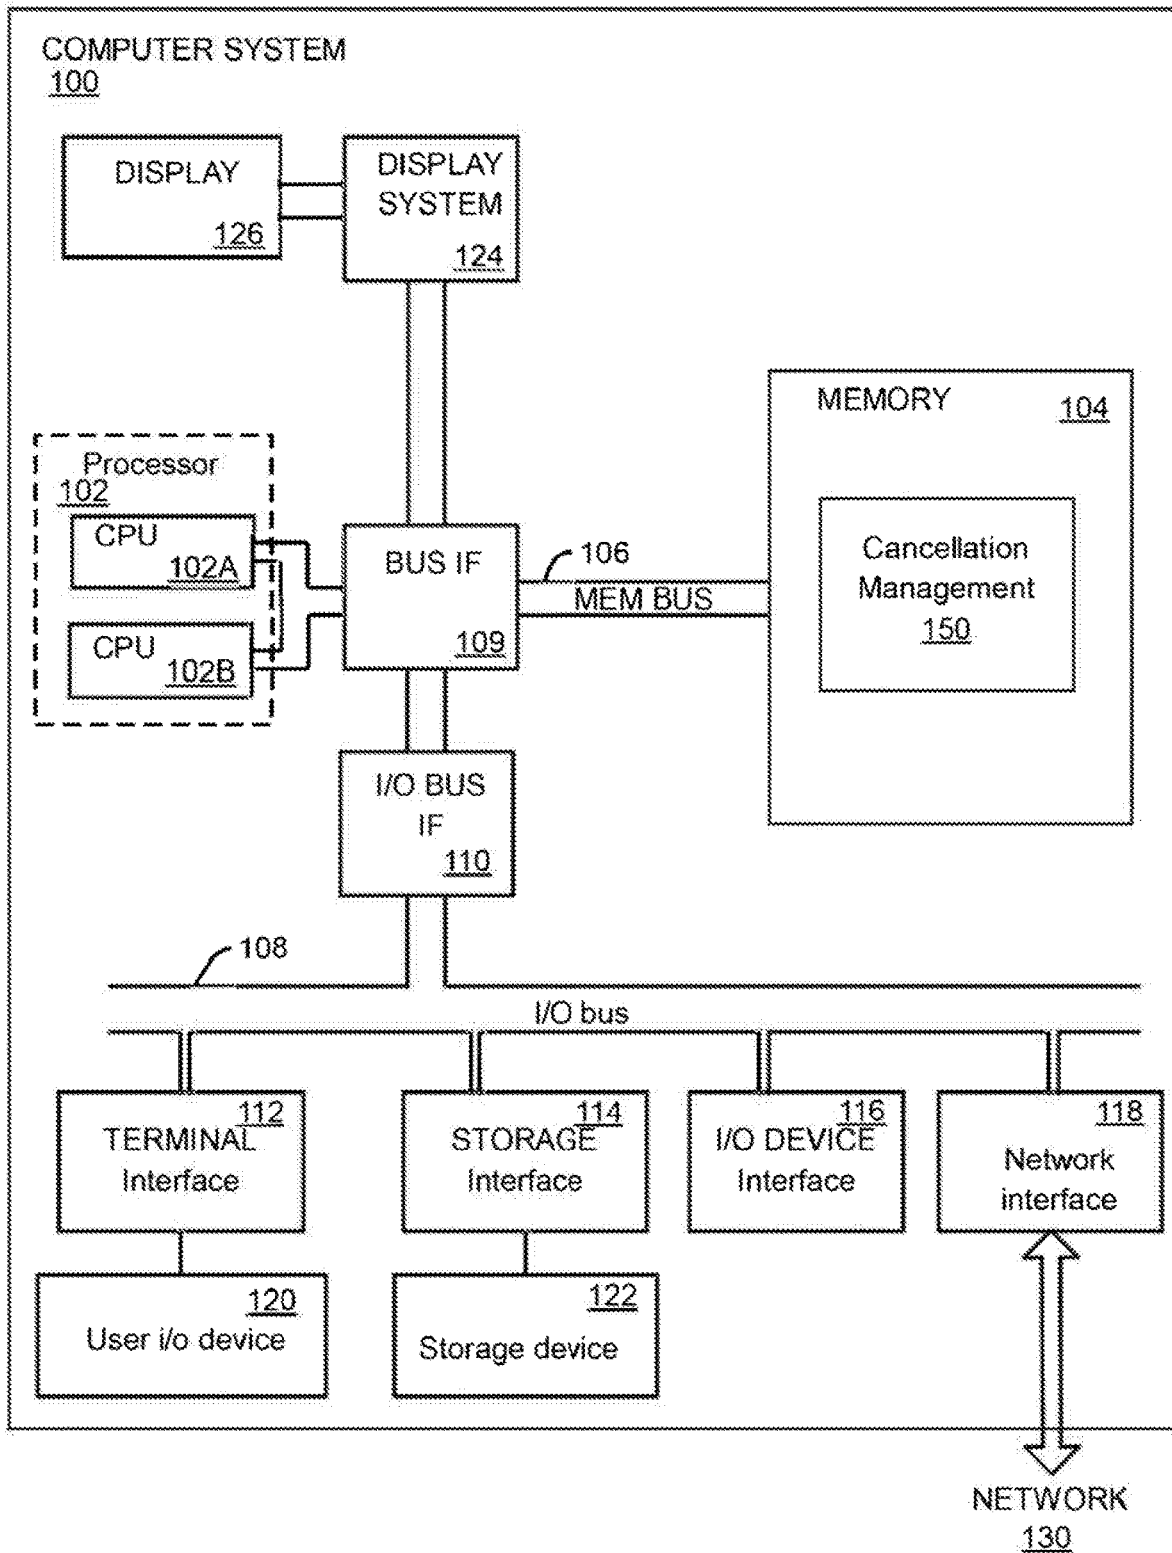 COMPUTER SYSTEM
100
DISPLAY
126
DISPLAY
SYSTEM
124
MEMORY
104
Cancellation
Management
150
Processor
102
CPU
102A
CPU
102B
BUS IF
109
106
MEM BUS
I/O BUS
IF
110
108
I/O bus
112
TERMINAL
Interface
114
STORAGE
Interface
116
I/O DEVICE
Interface
118
Network
interface
120
User i/o device
122
Storage device
NETWORK
130